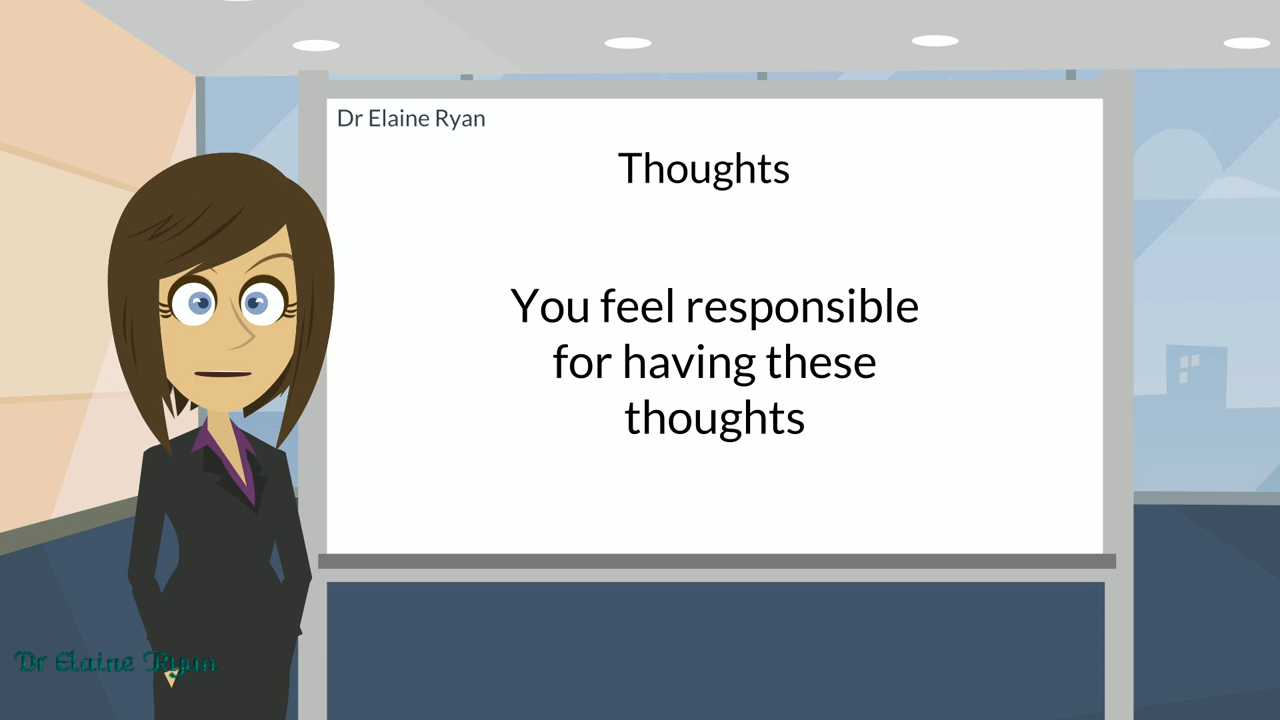 Dr Elaine Ryan
Thoughts
You feel responsible
for having these
thoughts
Dr Elaine Ryan